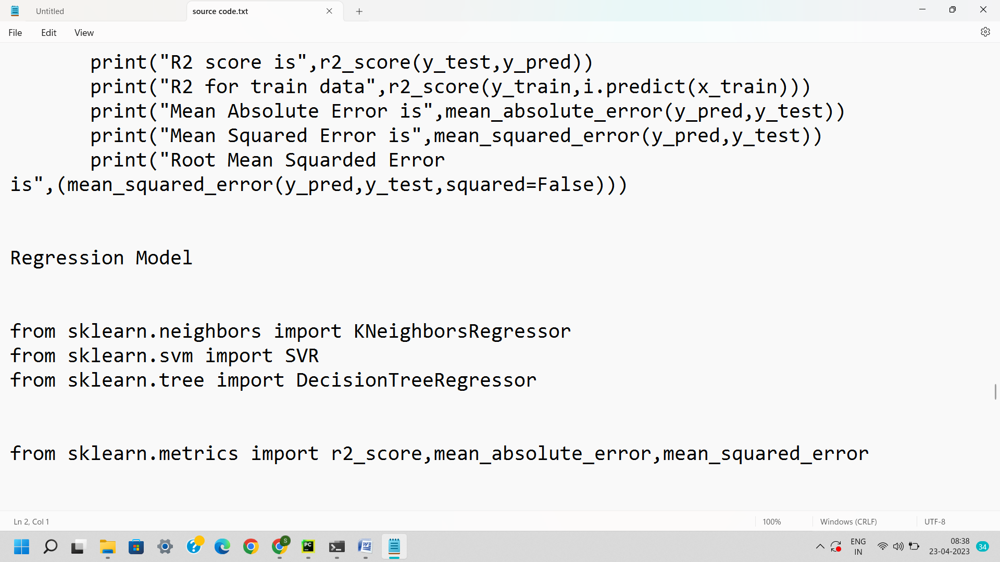 Untitled
source code.txt
File Edit View
print("R2 score is",r2_score(y_test,y_pred))
print("R2 for train data",r2_score(y_train,i.predict(x_train)))
print("Mean Absolute Error is",mean_absolute_error(y_pred,y_test))
print("Mean Squared Error is",mean_squared_error(y_pred,y_test))
print("Root Mean Squarded Error
is",(mean_squared_error(y_pred,y_test,squared=False)))
Regression Model
from sklearn.neighbors import KNeighborsRegressor
from sklearn.svm import SVR
from sklearn.tree import DecisionTreeRegressor
from sklearn.metrics import r2_score,mean_absolute_error,mean_squared_error
Ln 2, Col 1
100%
Windows (CRLF)
UTF-8
S
PC
W
ENG
IN
08:38
23-04-2023
34